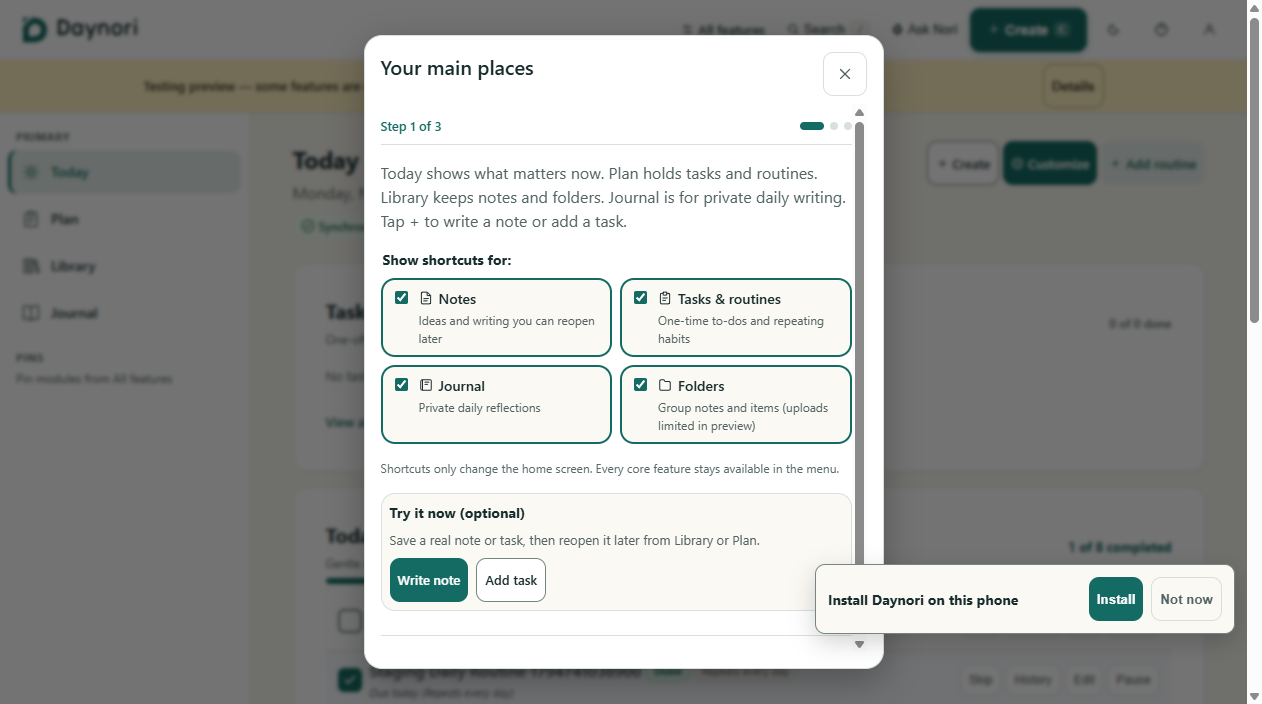 Daynori
All features
Search /
Ask Nori
+ Create
Testing preview — some features are
Details
PRIMARY
Today
Plan
Library
Journal
PINS
Pin modules from All features
Today
Monday,
+ Create
Customize
+ Add routine
0 of 0 done
1 of 8 completed
Your main places
Step 1 of 3
Today shows what matters now. Plan holds tasks and routines.
Library keeps notes and folders. Journal is for private daily writing.
Tap + to write a note or add a task.
Show shortcuts for:
Notes
Ideas and writing you can reopen
later
Tasks & routines
One-time to-dos and repeating
habits
Journal
Private daily reflections
Folders
Group notes and items (uploads
limited in preview)
Shortcuts only change the home screen. Every core feature stays available in the menu.
Try it now (optional)
Save a real note or task, then reopen it later from Library or Plan.
Write note
Add task
Install Daynori on this phone
Install
Not now
Due today (Repeats every day)
Skip
History
Edit
Pause